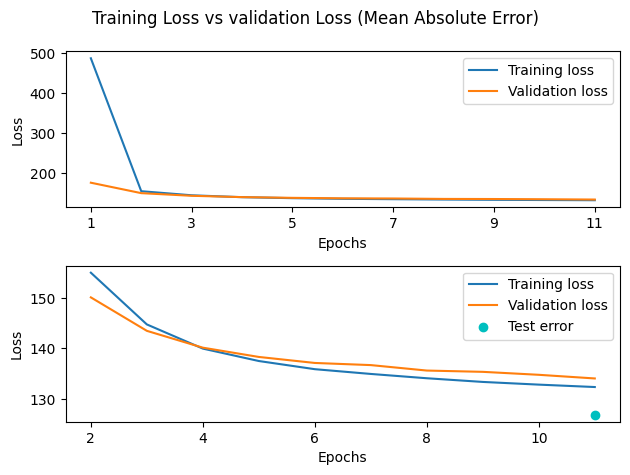 Training Loss vs validation Loss (Mean Absolute Error)
500
400
300
200
Loss
Training loss
Validation loss
1 3 5 7 9 11
Epochs
150
140
130
Loss
Training loss
Validation loss
Test error
2 4 6 8 10
Epochs